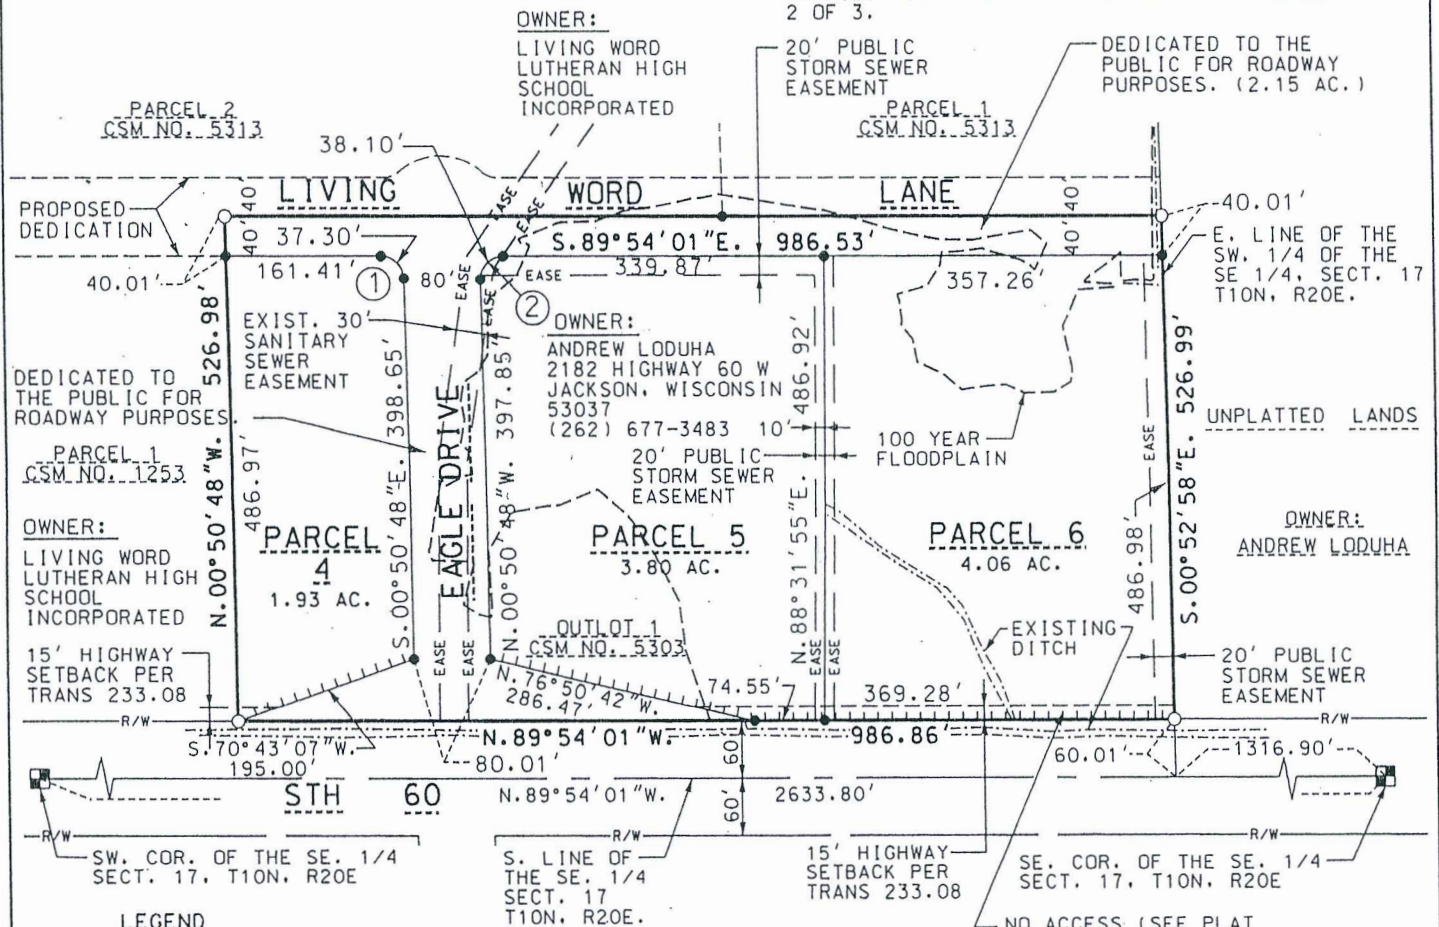 2 OF 3.
OWNER:
LIVING WORD
LUTHERAN HIGH
SCHOOL
INCORPORATED
20' PUBLIC
STORM SEWER
EASEMENT
DEDICATED TO THE
PUBLIC FOR ROADWAY
PURPOSES. (2.15 AC.)
PARCEL 2
CSM NO. 5313
PARCEL 1
CSM NO. 5313
38.10'
LIVING WORD LANE
40'
40'
40'
40'
EASE
EASE
PROPOSED
DEDICATION
37.30'
S.89°54'01"E. 986.53'
40.01'
E. LINE OF THE
SW. 1/4 OF THE
SE 1/4, SECT. 17
T10N, R20E.
161.41'
1
80'
EASE
EASE
EASE
339.87'
357.26'
40.01'
2
EXIST. 30'
SANITARY
SEWER
EASEMENT
OWNER:
ANDREW LODUHA
2182 HIGHWAY 60 W
JACKSON, WISCONSIN
53037
(262) 677-3483
10'
DEDICATED TO
THE PUBLIC FOR
ROADWAY PURPOSES.
PARCEL 1
CSM NO. 1253
N.00°50'48"W. 526.98'
486.97'
S.00°50'48"E. 398.65'
EAGLE DRIVE
N.00°50'48"W. 397.85'
N.88°31'55"E. 486.92'
20' PUBLIC
STORM SEWER
EASEMENT
100 YEAR
FLOODPLAIN
EASE
486.98'
S.00°52'58"E. 526.99'
UNPLATTED LANDS
OWNER:
ANDREW LODUHA
OWNER:
LIVING WORD
LUTHERAN HIGH
SCHOOL
INCORPORATED
PARCEL
4
1.93 AC.
PARCEL 5
3.80 AC.
PARCEL 6
4.06 AC.
OUTLOT 1
CSM NO. 5303
EXISTING
DITCH
15' HIGHWAY
SETBACK PER
TRANS 233.08
EASE
EASE
EASE
EASE
N.76°50'42"W.
286.47'
74.55'
369.28'
20' PUBLIC
STORM SEWER
EASEMENT
R/W
R/W
S.70°43'07"W.
195.00'
N.89°54'01"W. 986.86'
80.01'
60'
60.01'
1316.90'
STH 60
N.89°54'01"W. 2633.80'
60'
R/W
R/W
R/W
SW. COR. OF THE SE. 1/4
SECT. 17, T10N, R20E
S. LINE OF
THE SE. 1/4
SECT. 17
T10N, R20E.
15' HIGHWAY
SETBACK PER
TRANS 233.08
SE. COR. OF THE SE. 1/4
SECT. 17, T10N, R20E
LEGEND
NO ACCESS (SEE PLAT